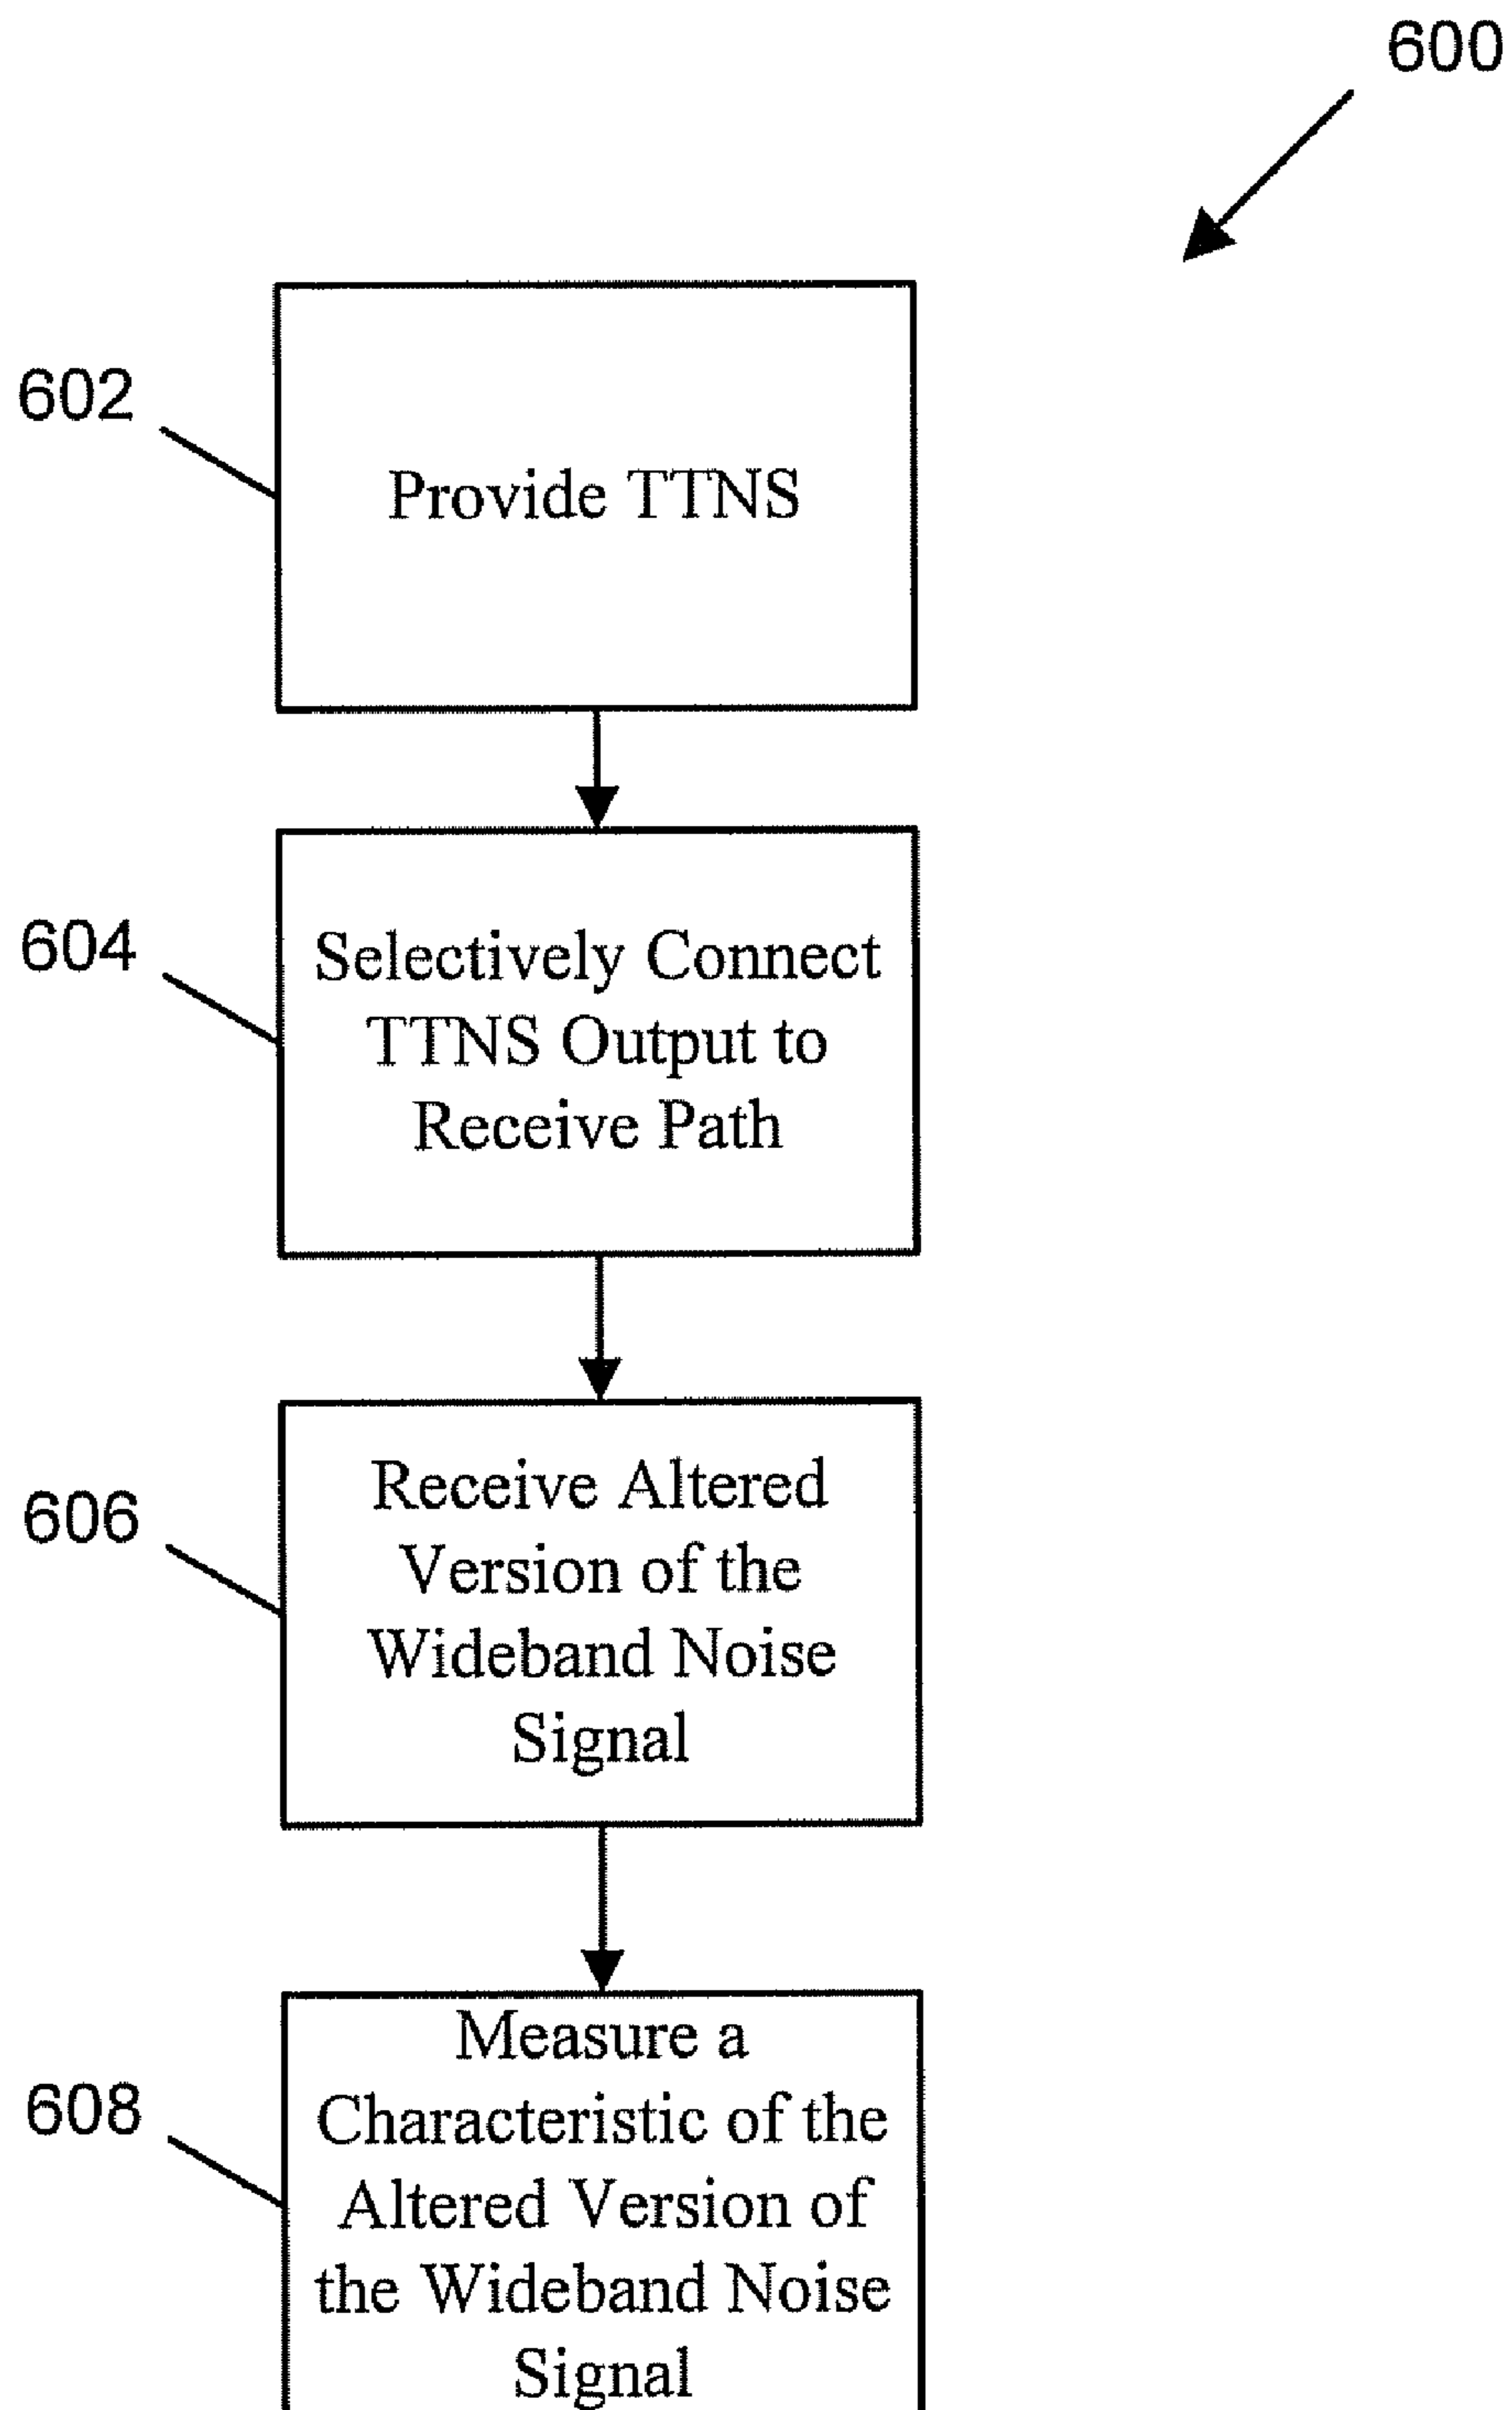 600
602
Provide TTNS
604
Selectively Connect
TTNS Output to
Receive Path
606
Receive Altered
Version of the
Wideband Noise
Signal
608
Measure a
Characteristic of the
Altered Version of
the Wideband Noise
Signal